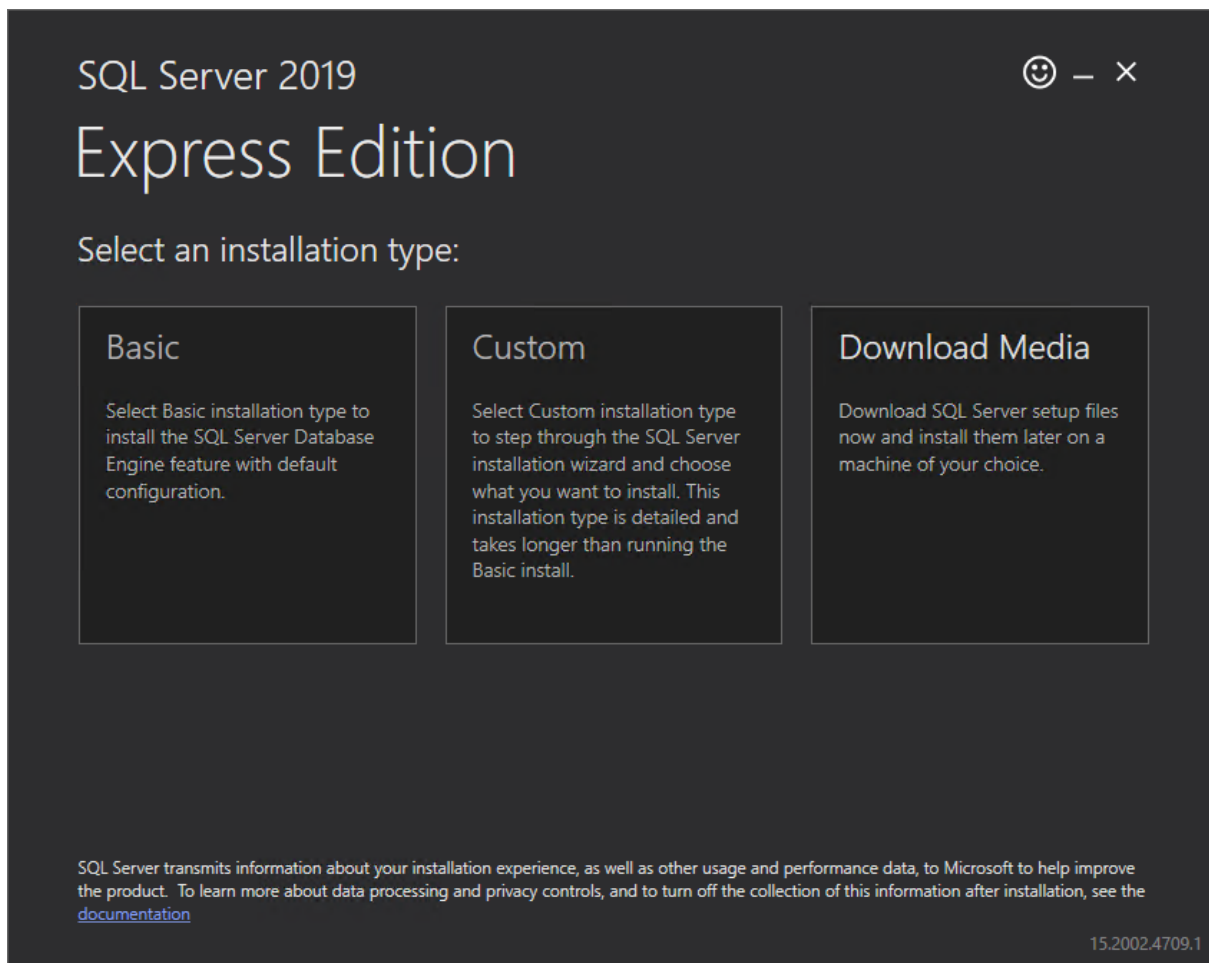 SQL Server 2019
Express Edition
Select an installation type:
Basic
Select Basic installation type to
install the SQL Server Database
Engine feature with default
configuration.
Custom
Select Custom installation type
to step through the SQL Server
installation wizard and choose
what you want to install. This
installation type is detailed and
takes longer than running the
Basic install.
Download Media
Download SQL Server setup files
now and install them later on a
machine of your choice.
SQL Server transmits information about your installation experience, as well as other usage and performance data, to Microsoft to help improve
the product.  To learn more about data processing and privacy controls, and to turn off the collection of this information after installation, see the
documentation
15.2002.4709.1